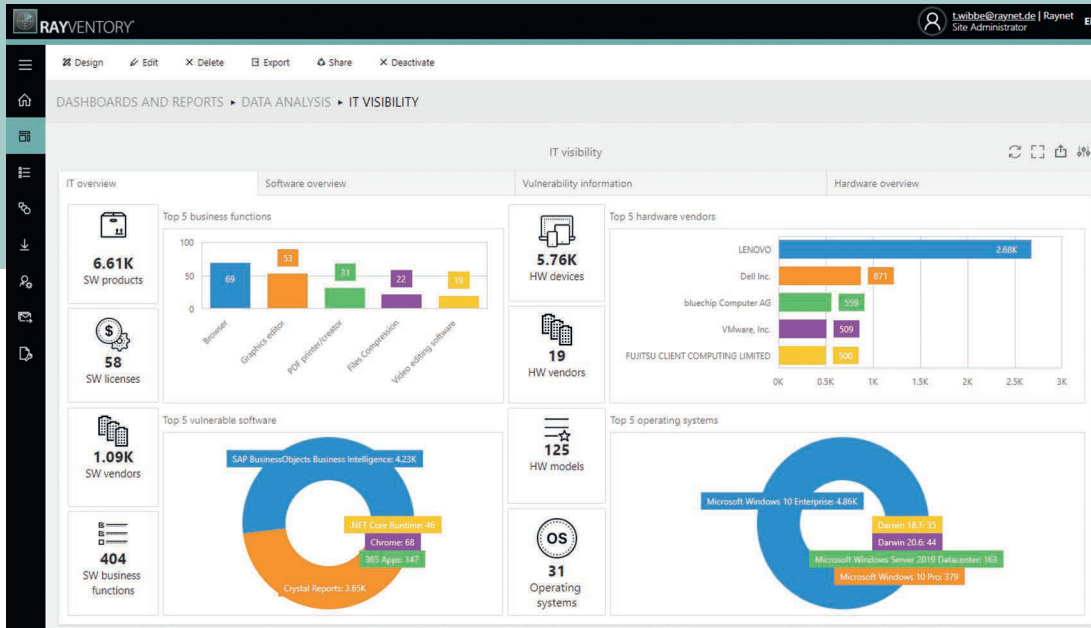 RAYVENTORY
t.wibbe@raynet.de | Raynet
Site Administrator
Design
Edit
Delete
Export
Share
Deactivate
DASHBOARDS AND REPORTS ▸ DATA ANALYSIS ▸ IT VISIBILITY
IT visibility
IT overview
Software overview
Vulnerability information
Hardware overview
6.61K
SW products
Top 5 business functions
100
50
0
69
53
31
22
19
Browser
Graphics editor
PDF printer/creator
Files Compression
Video editing software
5.76K
HW devices
Top 5 hardware vendors
LENOVO
2.68K
Dell Inc.
871
bluechip Computer AG
559
VMware, Inc.
509
FUJITSU CLIENT COMPUTING LIMITED
500
0K
0.5K
1K
1.5K
2K
2.5K
3K
58
SW licenses
19
HW vendors
1.09K
SW vendors
Top 5 vulnerable software
SAP BusinessObjects Business Intelligence: 4.23K
.NET Core Runtime: 46
Chrome: 68
365 Apps: 147
Crystal Reports: 3.65K
125
HW models
Top 5 operating systems
Microsoft Windows 10 Enterprise: 4.86K
Darwin 18.7: 35
Darwin 20.6: 44
Microsoft Windows Server 2019 Datacenter: 163
Microsoft Windows 10 Pro: 379
404
SW business
functions
OS
31
Operating
systems